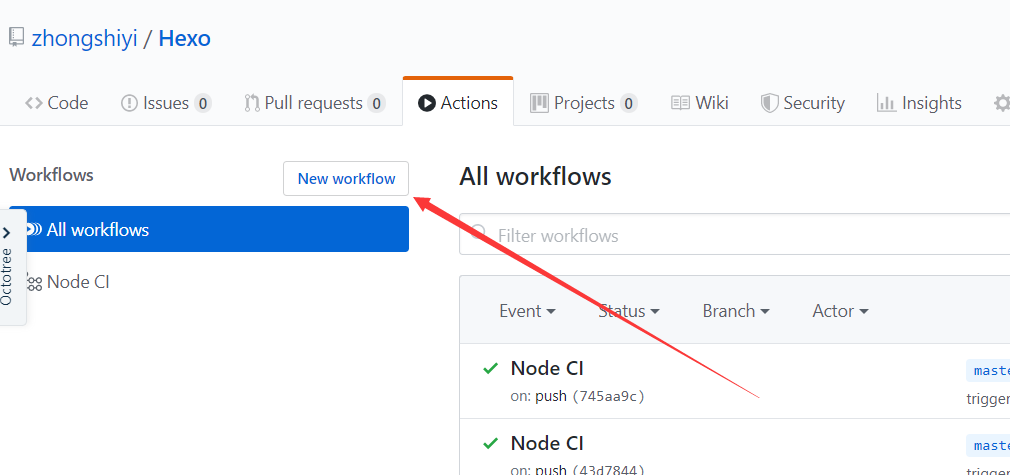 zhongshiyi / Hexo
Code Issues 0 Pull requests 0 Actions Projects 0 Wiki Security Insights
Workflows
New workflow
All workflows
Node CI
Octotree
All workflows
Filter workflows
Event Status Branch Actor
Node CI
on: push (745aa9c)
maste
trigger
Node CI
on: push (43d7844)
maste